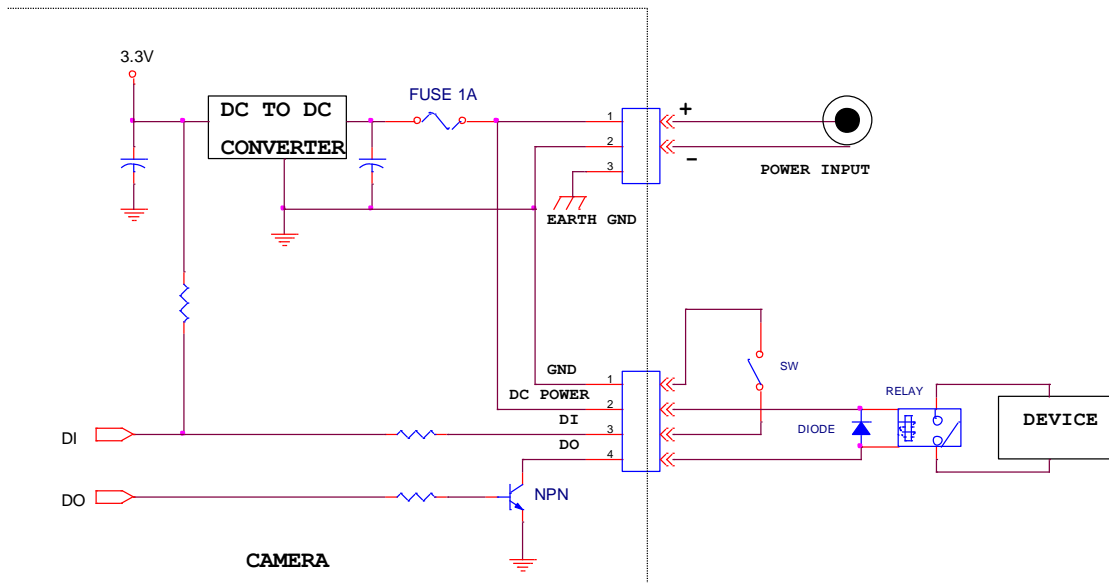 3.3V
FUSE 1A
DC TO DC
CONVERTER
1
2
3
+
-
POWER INPUT
EARTH GND
GND
DC POWER
DI
DO
1
2
3
4
SW
RELAY
DIODE
DEVICE
DI
DO
NPN
CAMERA